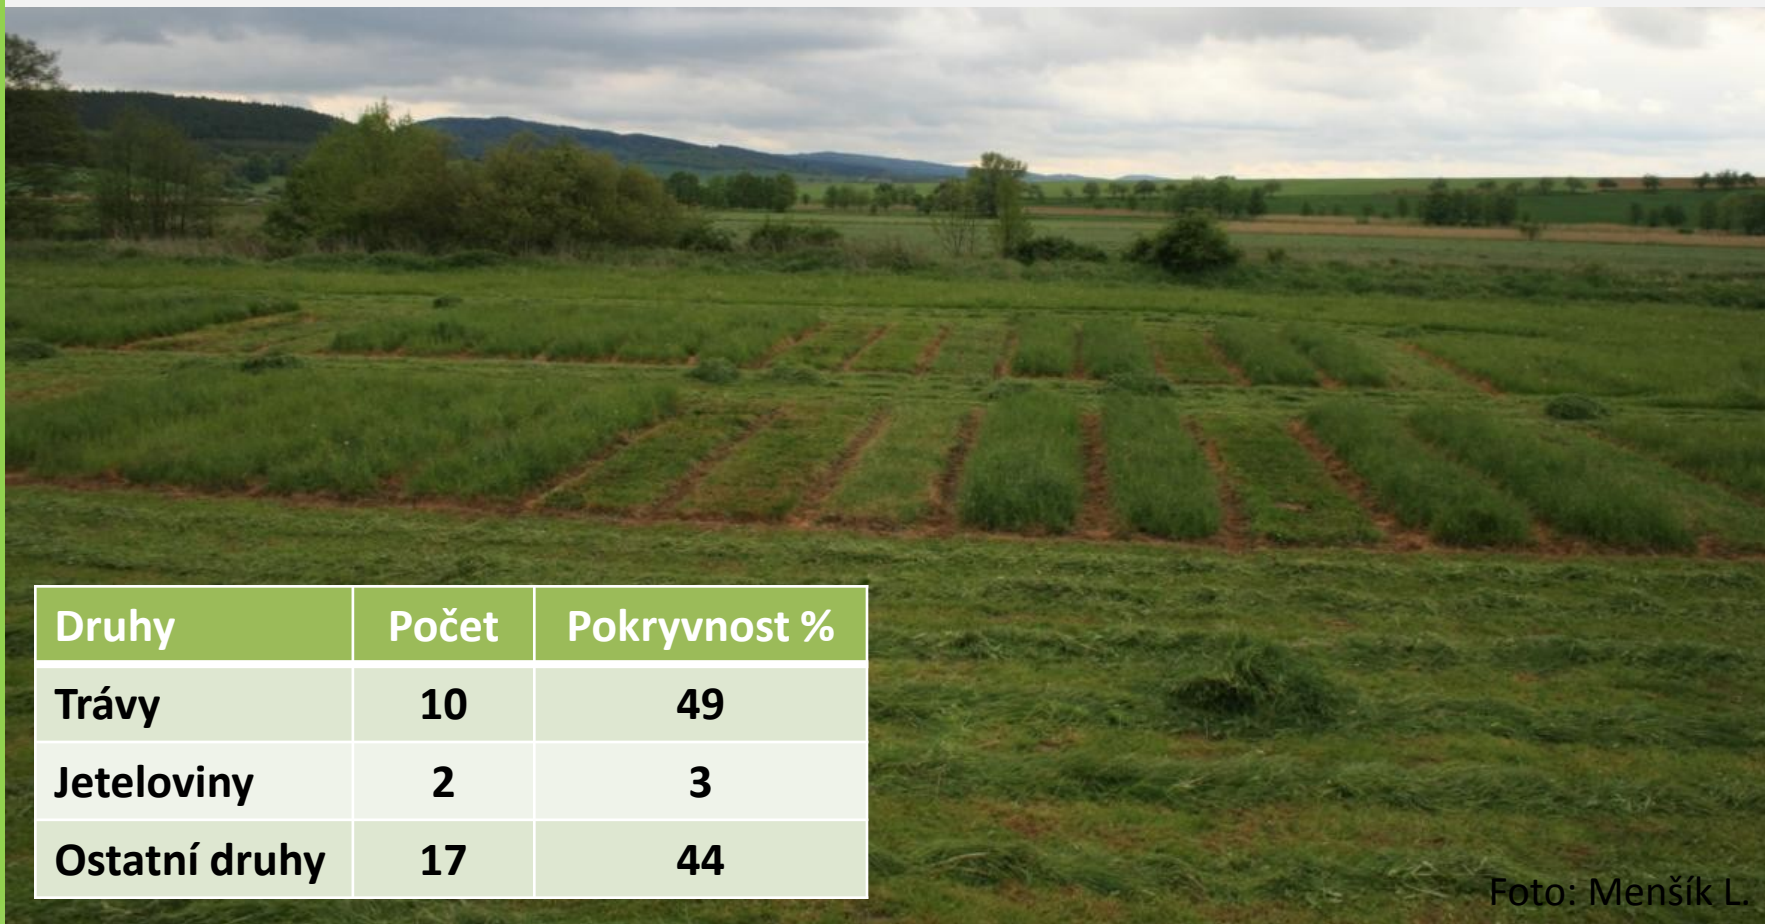 Druhy Počet Pokryvnost %
Trávy 10 49
Jeteloviny 2 3
Ostatní druhy 17 44
Foto: Menšík L.